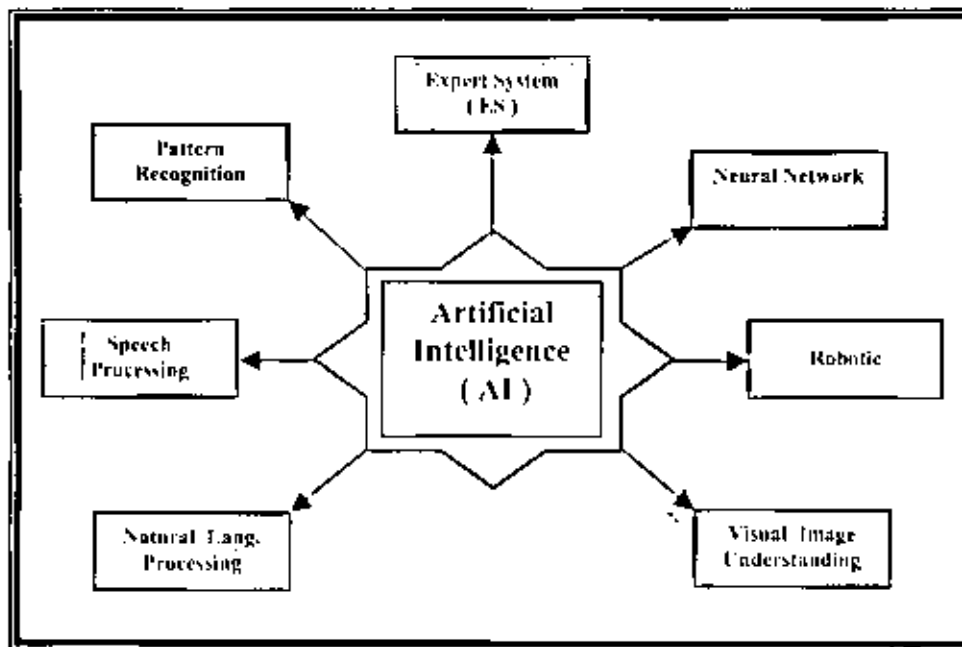 Expert System
( ES )
Pattern
Recognition
Neural Network
Artificial
Intelligence
( AI )
Speech
Processing
Robotic
Natural Lang.
Processing
Visual Image
Understanding